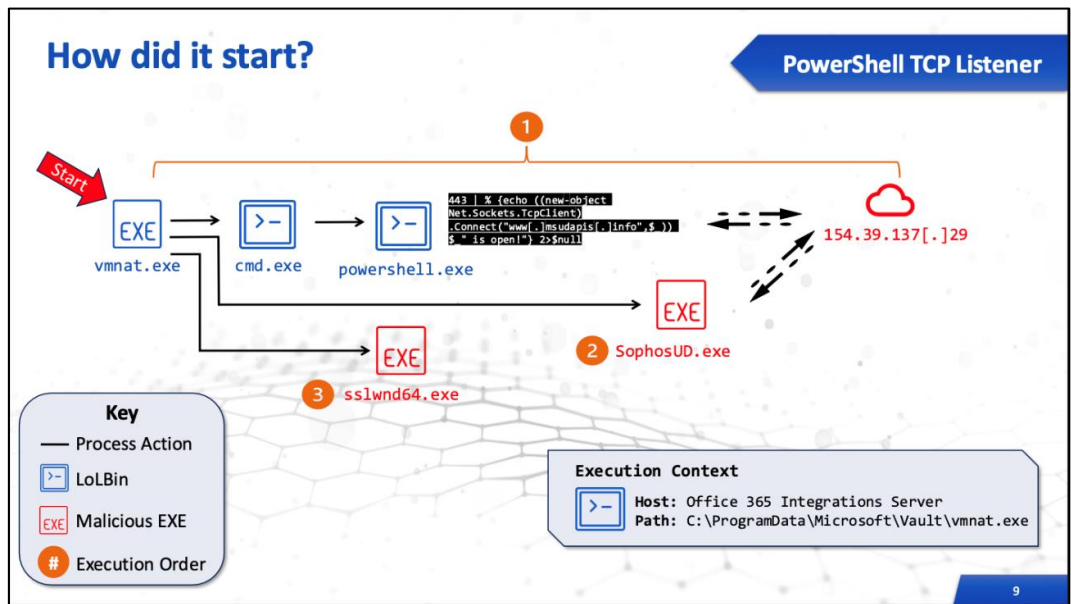 How did it start?
PowerShell TCP Listener
1
Start
443 | % {echo ((new-object
Net.Sockets.TcpClient)
.Connect("www[.]msudapis[.]info",$_))
$_" is open!"} 2>$null
EXE
>-
>-
vmnat.exe
cmd.exe
powershell.exe
154.39.137[.]29
EXE
2 SophosUD.exe
EXE
3 sslwnd64.exe
Key
Process Action
>- LoLBin
EXE Malicious EXE
# Execution Order
Execution Context
>-
Host: Office 365 Integrations Server
Path: C:\ProgramData\Microsoft\Vault\vmnat.exe
9